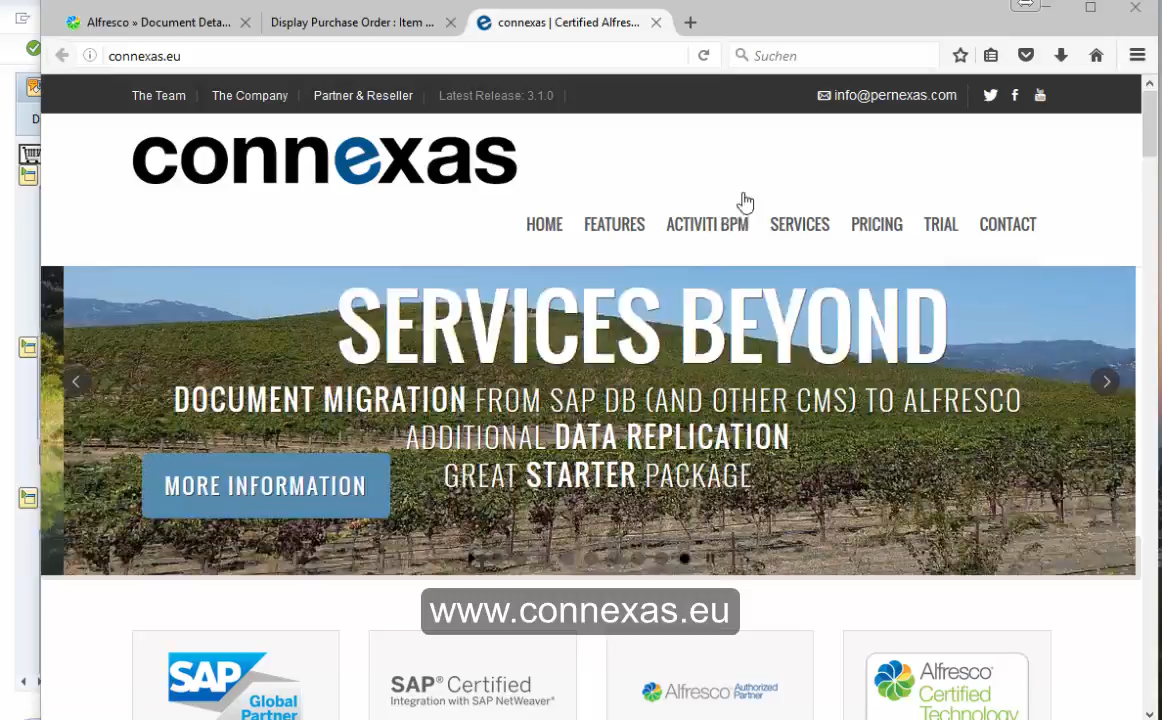 Alfresco » Document Deta...
Display Purchase Order : Item ...
connexas | Certified Alfres...
connexas.eu
Suchen
The Team
The Company
Partner & Reseller
Latest Release: 3.1.0
info@pernexas.com
connexas
HOME
FEATURES
ACTIVITI BPM
SERVICES
PRICING
TRIAL
CONTACT
SERVICES BEYOND
DOCUMENT MIGRATION FROM SAP DB (AND OTHER CMS) TO ALFRESCO
ADDITIONAL DATA REPLICATION
GREAT STARTER PACKAGE
MORE INFORMATION
www.connexas.eu
SAP
Global
Partner
SAP® Certified
Integration with SAP NetWeaver®
Alfresco Authorized
Partner
Alfresco
Certified
Technology
D